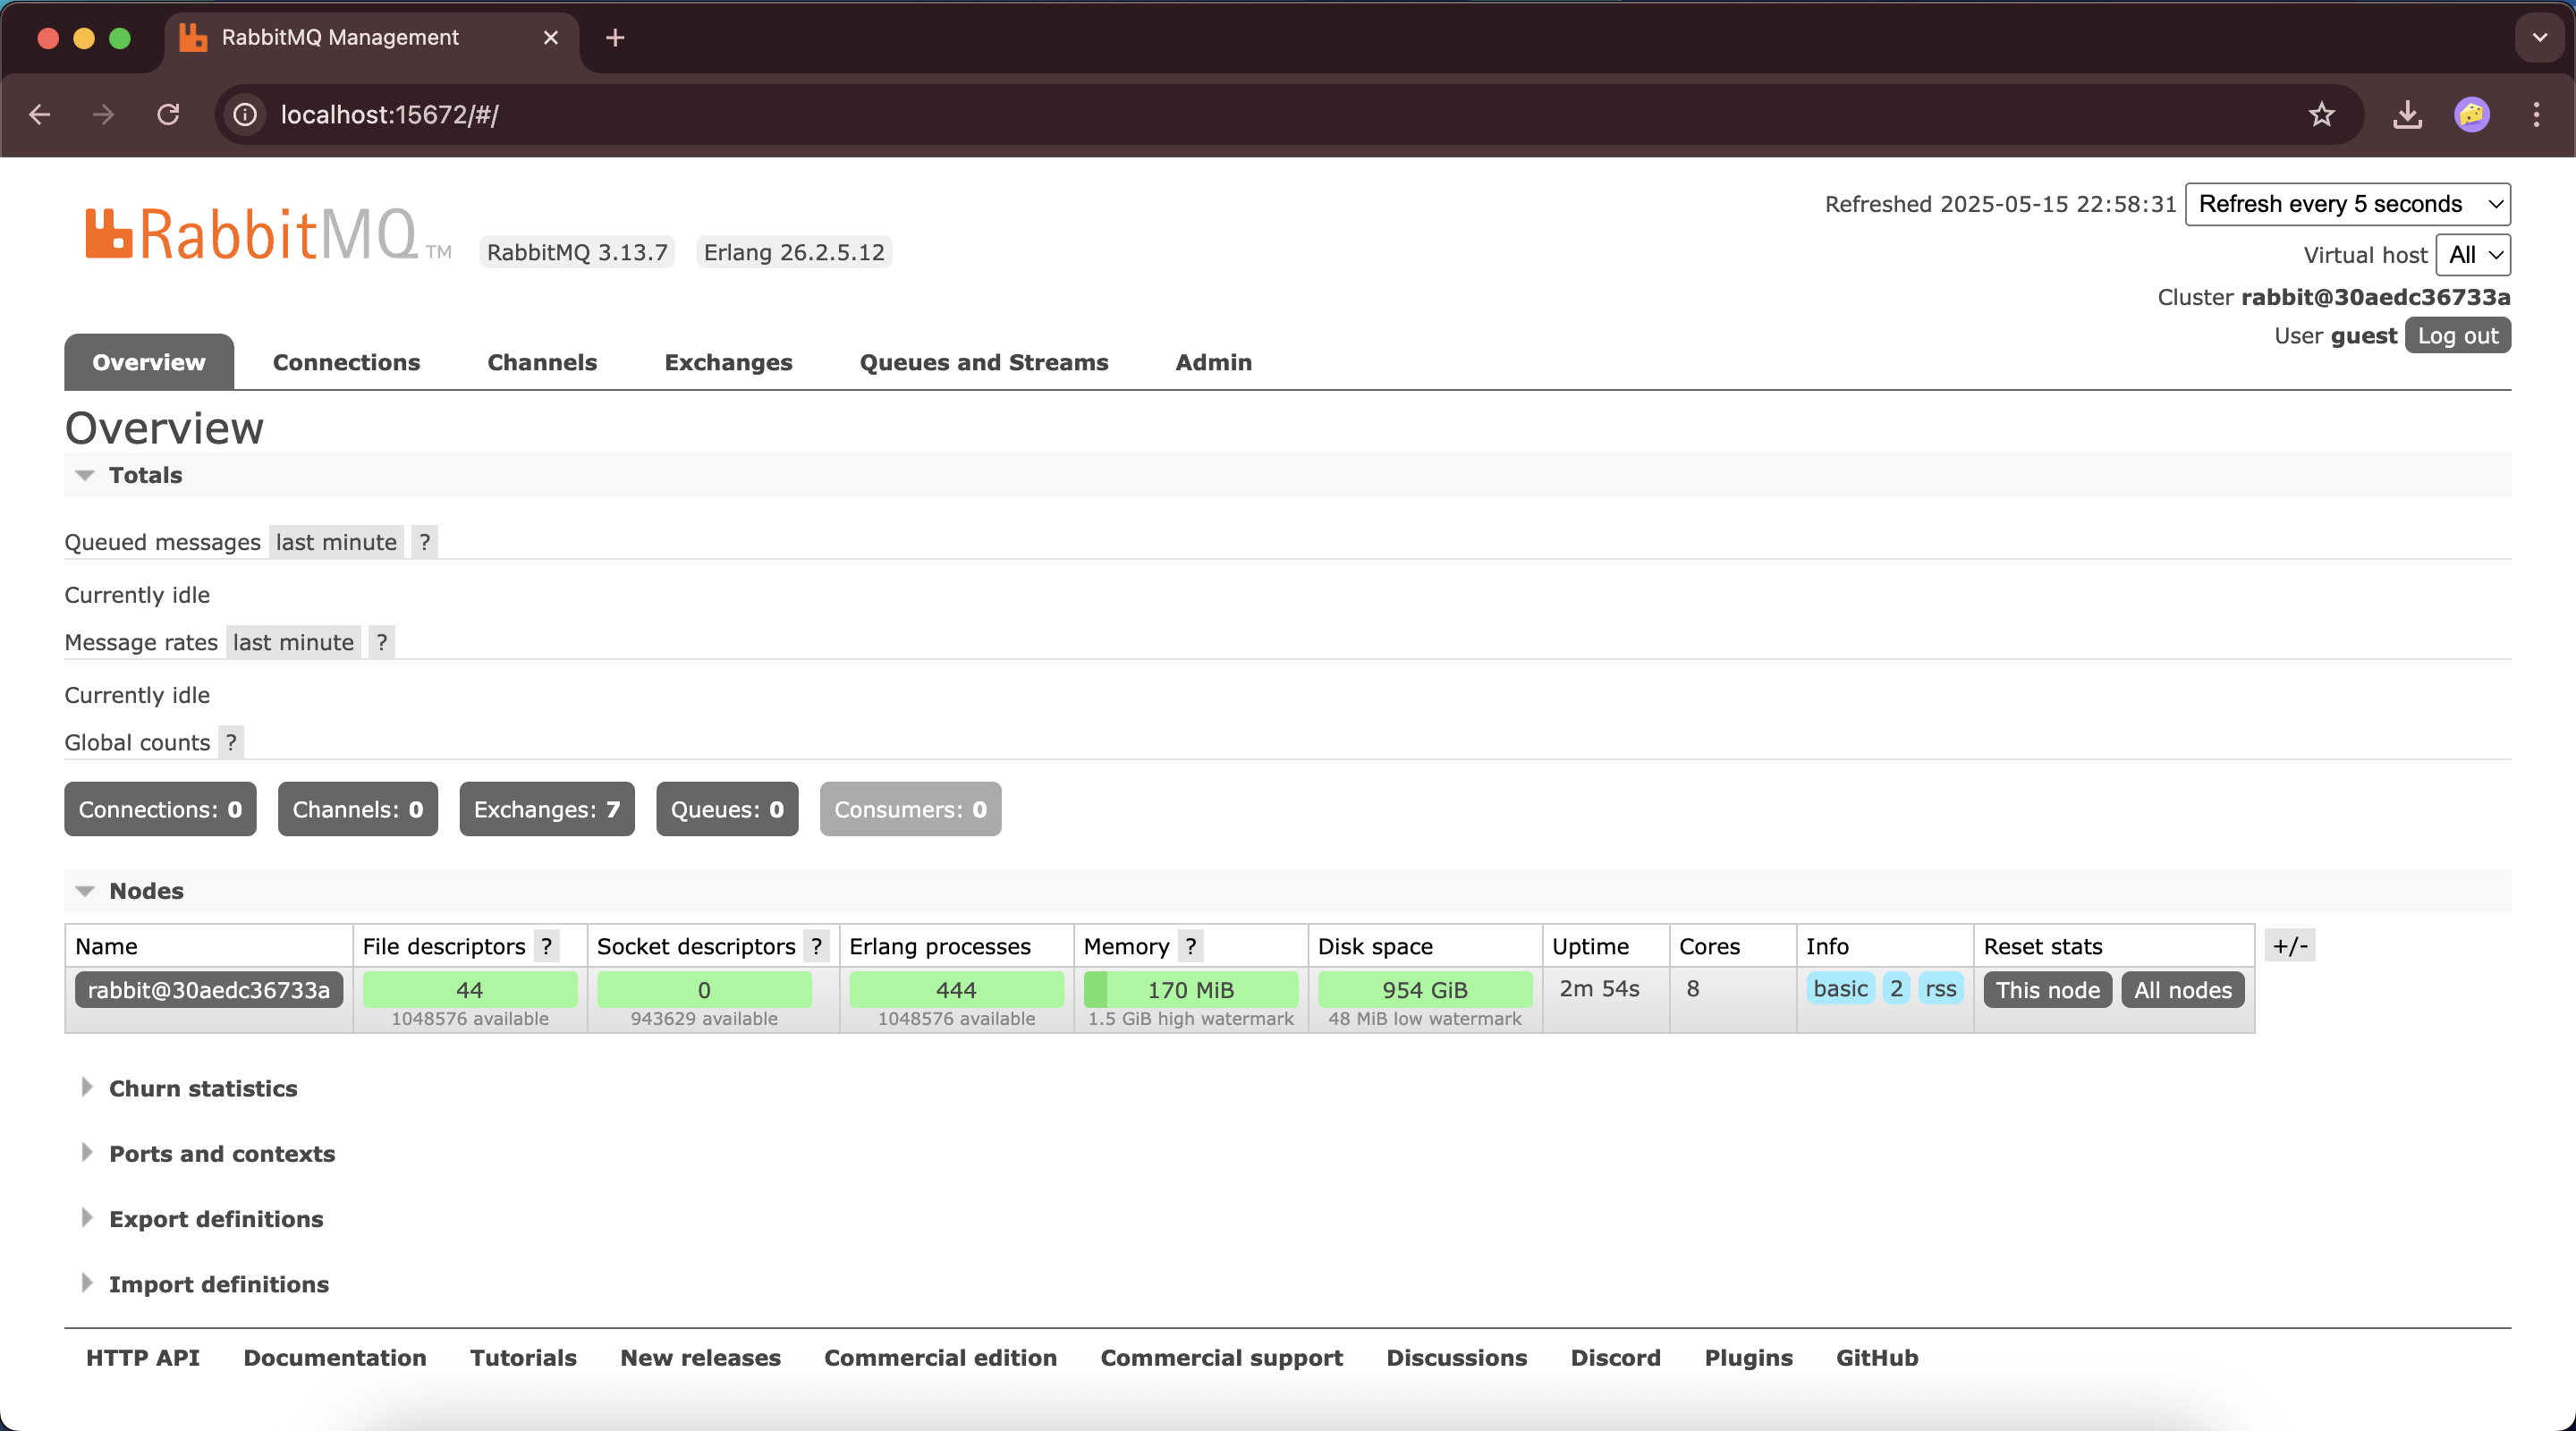 RabbitMQ Management
localhost:15672/#/
RabbitMQ TM RabbitMQ 3.13.7 Erlang 26.2.5.12
Refreshed 2025-05-15 22:58:31 Refresh every 5 seconds
Virtual host All
Cluster rabbit@30aedc36733a
User guest Log out
Overview Connections Channels Exchanges Queues and Streams Admin
Overview
Totals
Queued messages last minute ?
Currently idle
Message rates last minute ?
Currently idle
Global counts ?
Connections: 0 Channels: 0 Exchanges: 7 Queues: 0 Consumers: 0
Nodes
Name File descriptors ? Socket descriptors ? Erlang processes Memory ? Disk space Uptime Cores Info Reset stats +/-
rabbit@30aedc36733a 44 0 444 170 MiB 954 GiB 2m 54s 8 basic 2 rss This node All nodes
1048576 available 943629 available 1048576 available 1.5 GiB high watermark 48 MiB low watermark
Churn statistics
Ports and contexts
Export definitions
Import definitions
HTTP API Documentation Tutorials New releases Commercial edition Commercial support Discussions Discord Plugins GitHub